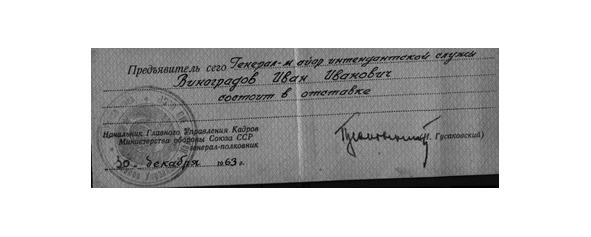 Предъявитель сего Генерал-майор интендантской службы
Виноградов Иван Иванович
состоит в отставке
Начальник Главного Управления Кадров
Министерства обороны Союза ССР
генерал-полковник
(И. Гусаковский)
30 декабря 1963 г.